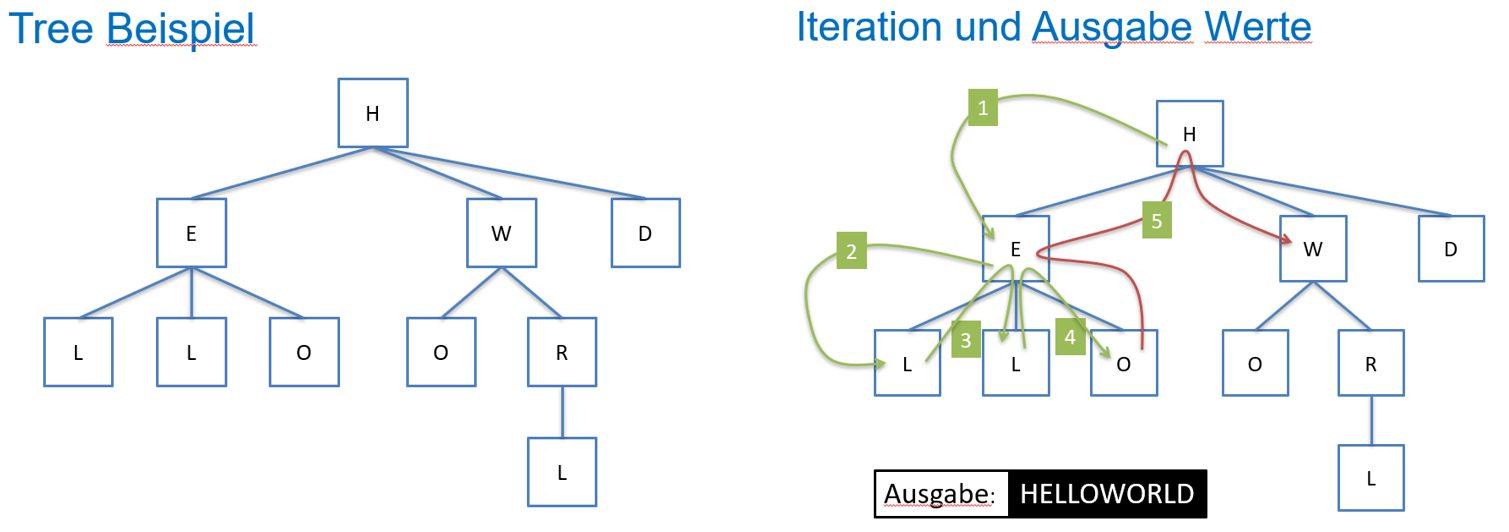 Tree Beispiel
H
E
W
D
L
L
O
O
R
L
Iteration und Ausgabe Werte
1
H
5
2
E
W
D
3
4
L
L
O
O
R
L
Ausgabe: HELLOWORLD